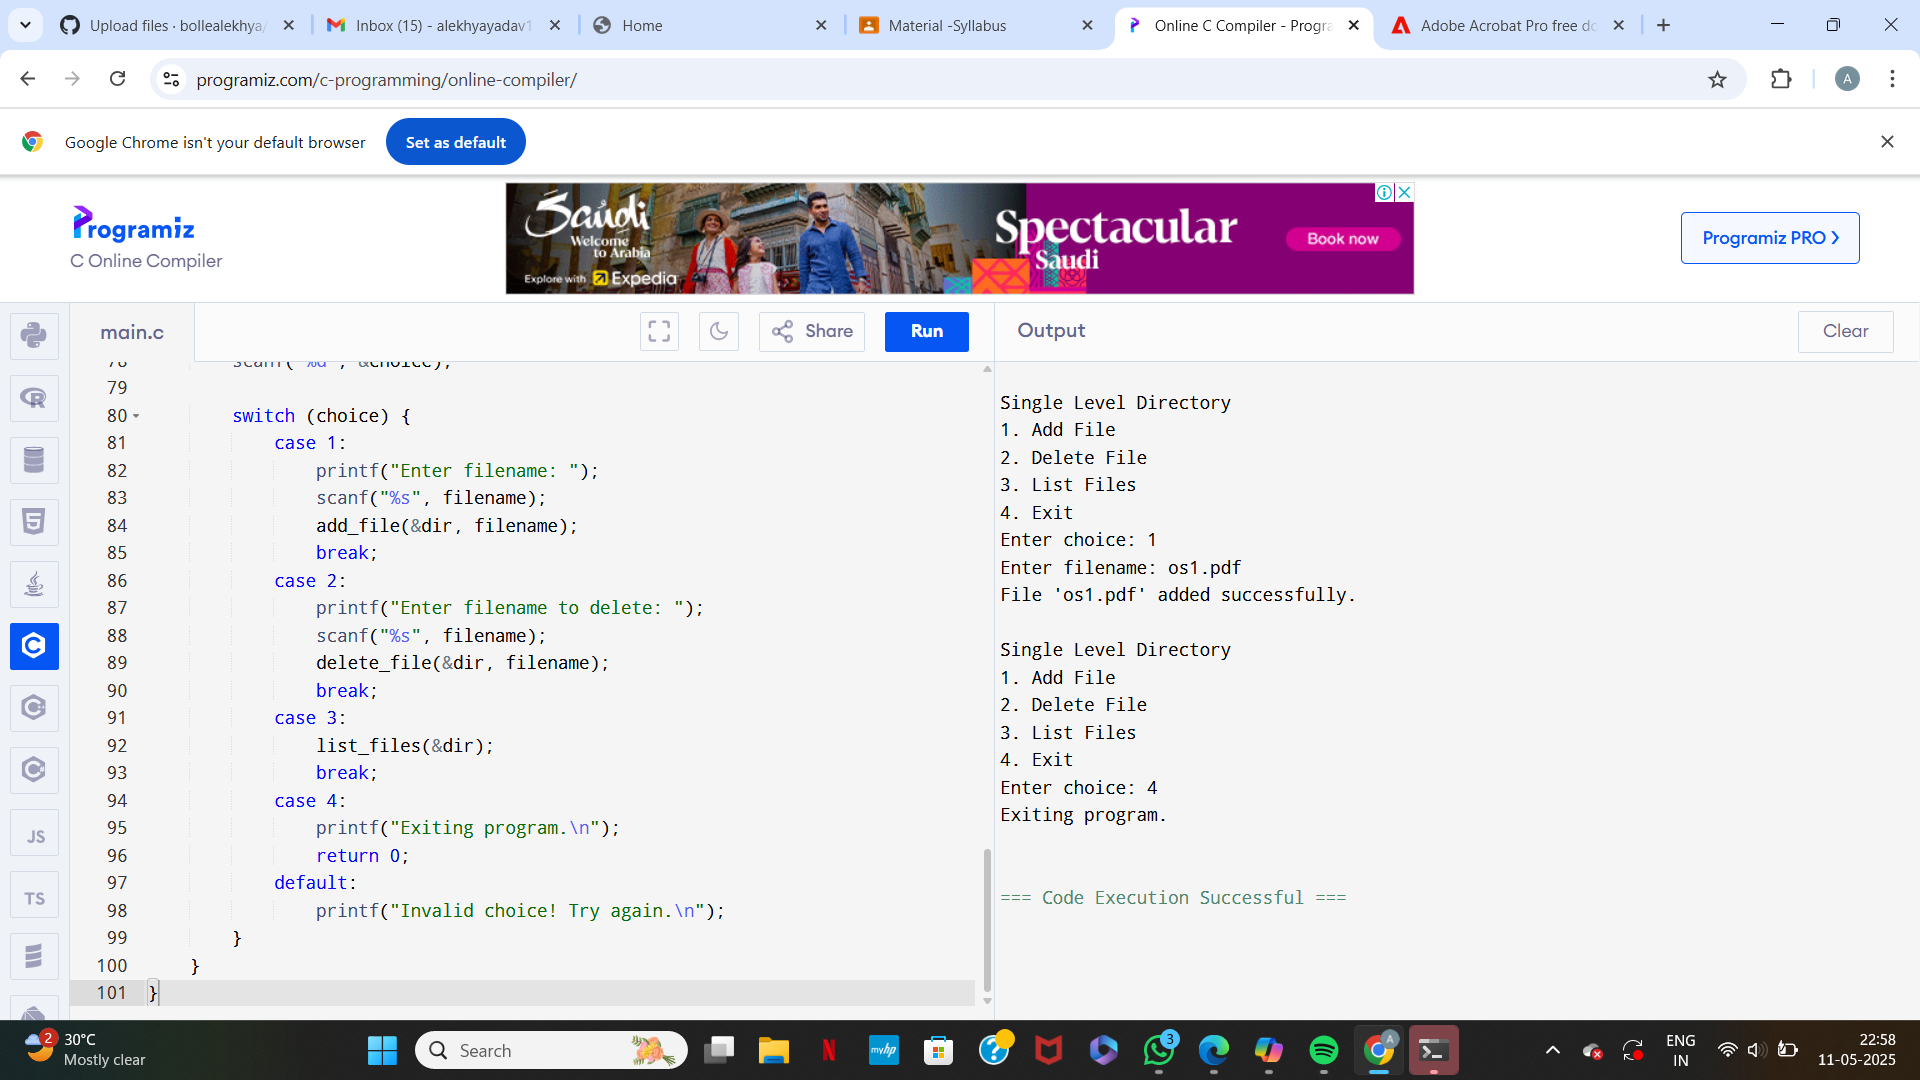 Upload files · bollealekhya/
Inbox (15) - alekhyayadav1
Home
Material -Syllabus
Online C Compiler - Progra
Adobe Acrobat Pro free do
programiz.com/c-programming/online-compiler/
A
Google Chrome isn't your default browser
Set as default
Programiz
C Online Compiler
Saudi
Welcome
to Arabia
Explore with Expedia
Spectacular
Saudi
Book now
Programiz PRO
main.c
Share
Run
Output
Clear
78 scanf("%d", &choice);
79
80 switch (choice) {
81 case 1:
82 printf("Enter filename: ");
83 scanf("%s", filename);
84 add_file(&dir, filename);
85 break;
86 case 2:
87 printf("Enter filename to delete: ");
88 scanf("%s", filename);
89 delete_file(&dir, filename);
90 break;
91 case 3:
92 list_files(&dir);
93 break;
94 case 4:
95 printf("Exiting program.\n");
96 return 0;
97 default:
98 printf("Invalid choice! Try again.\n");
99 }
100 }
101 }
JS
TS
Single Level Directory
1. Add File
2. Delete File
3. List Files
4. Exit
Enter choice: 1
Enter filename: os1.pdf
File 'os1.pdf' added successfully.
Single Level Directory
1. Add File
2. Delete File
3. List Files
4. Exit
Enter choice: 4
Exiting program.
=== Code Execution Successful ===
2
30°C
Mostly clear
Search
N
myhp
3
A
ENG
IN
22:58
11-05-2025